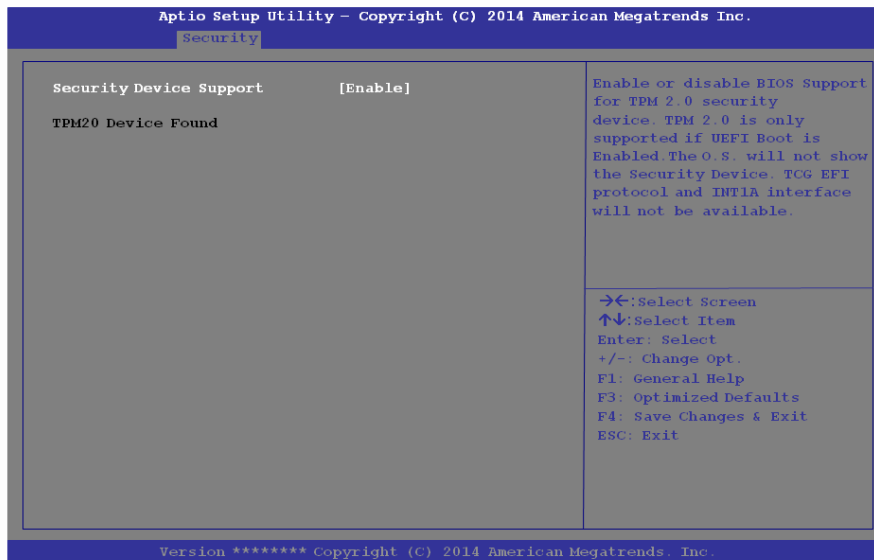 Aptio Setup Utility – Copyright (C) 2014 American Megatrends Inc.
Security
Security Device Support [Enable]
TPM20 Device Found
Enable or disable BIOS Support
for TPM 2.0 security
device. TPM 2.0 is only
supported if UEFI Boot is
Enabled.The O.S. will not show
the Security Device. TCG EFI
protocol and INT1A interface
will not be available.
→←:Select Screen
↑↓:Select Item
Enter: Select
+/-: Change Opt.
F1: General Help
F3: Optimized Defaults
F4: Save Changes & Exit
ESC: Exit
Version ******** Copyright (C) 2014 American Megatrends. Inc.